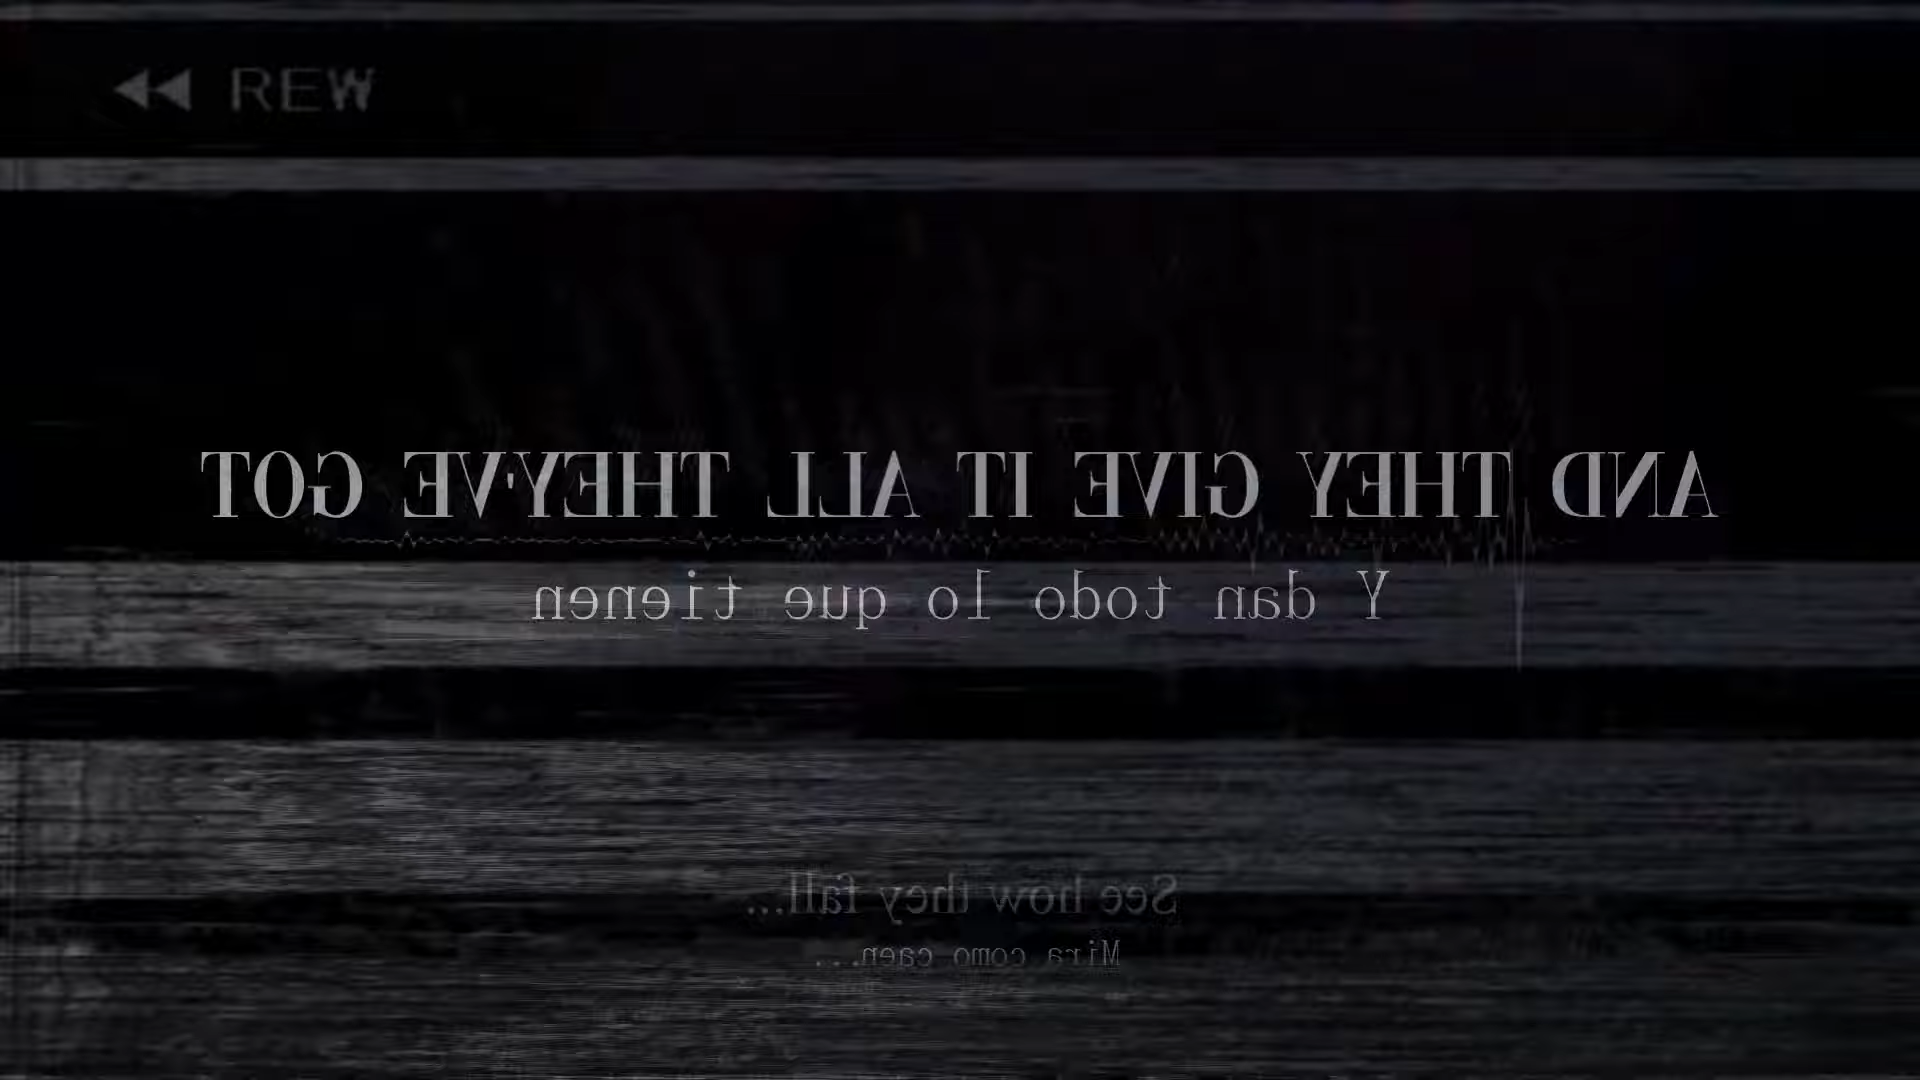 REW
AND THEY GIVE IT ALL THEY'VE GOT
Y dan todo lo que tienen
See how they fall...
Mira como caen...